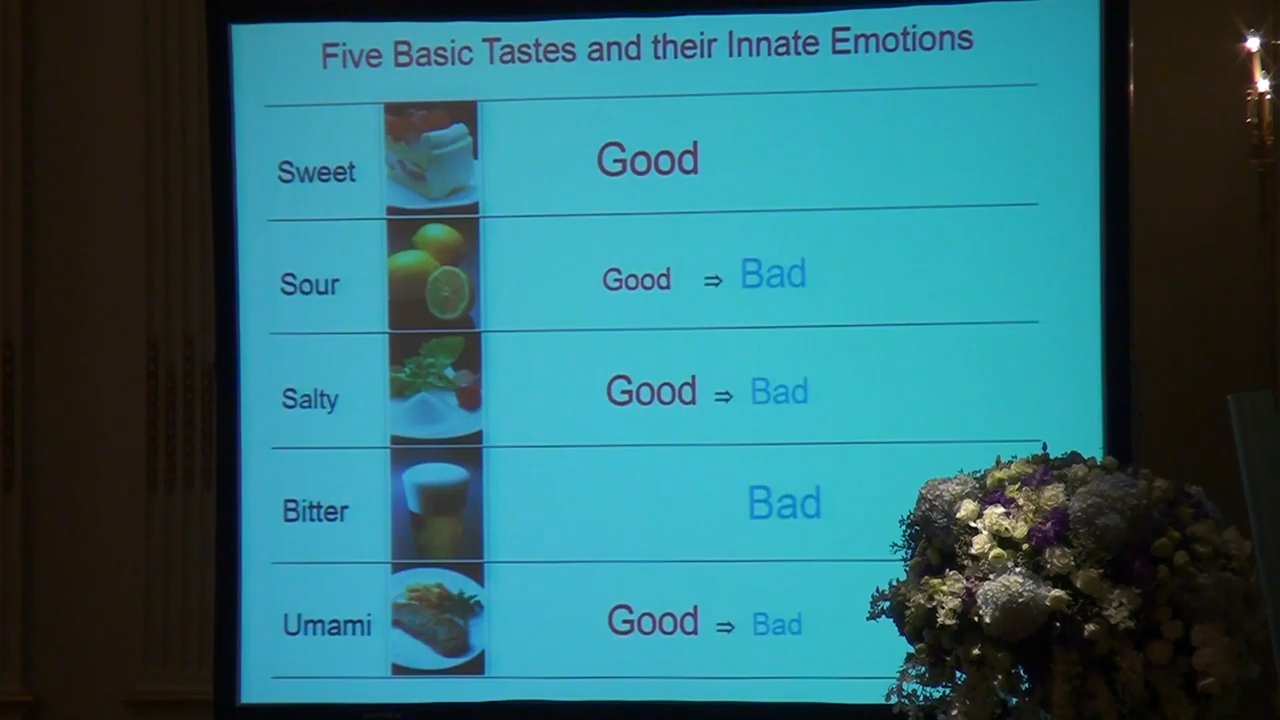 Five Basic Tastes and their Innate Emotions
Sweet Good
Sour Good ⇒ Bad
Salty Good ⇒ Bad
Bitter Bad
Umami Good ⇒ Bad